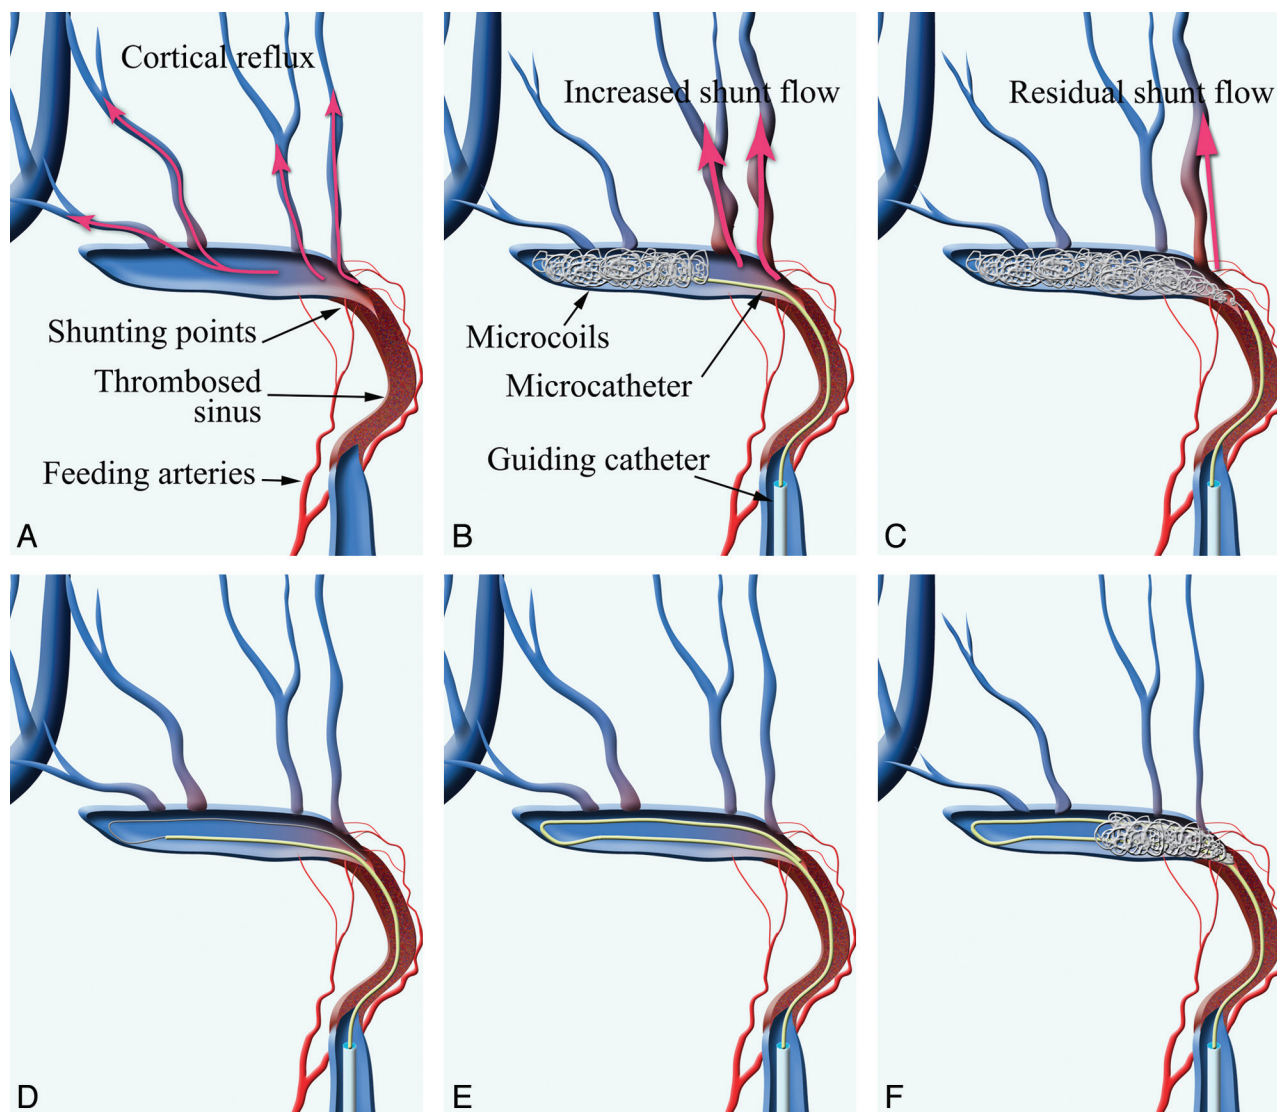 Cortical reflux
Shunting points
Thrombosed
sinus
Feeding arteries
A
Increased shunt flow
Microcoils
Microcatheter
Guiding catheter
B
Residual shunt flow
C
D
E
F